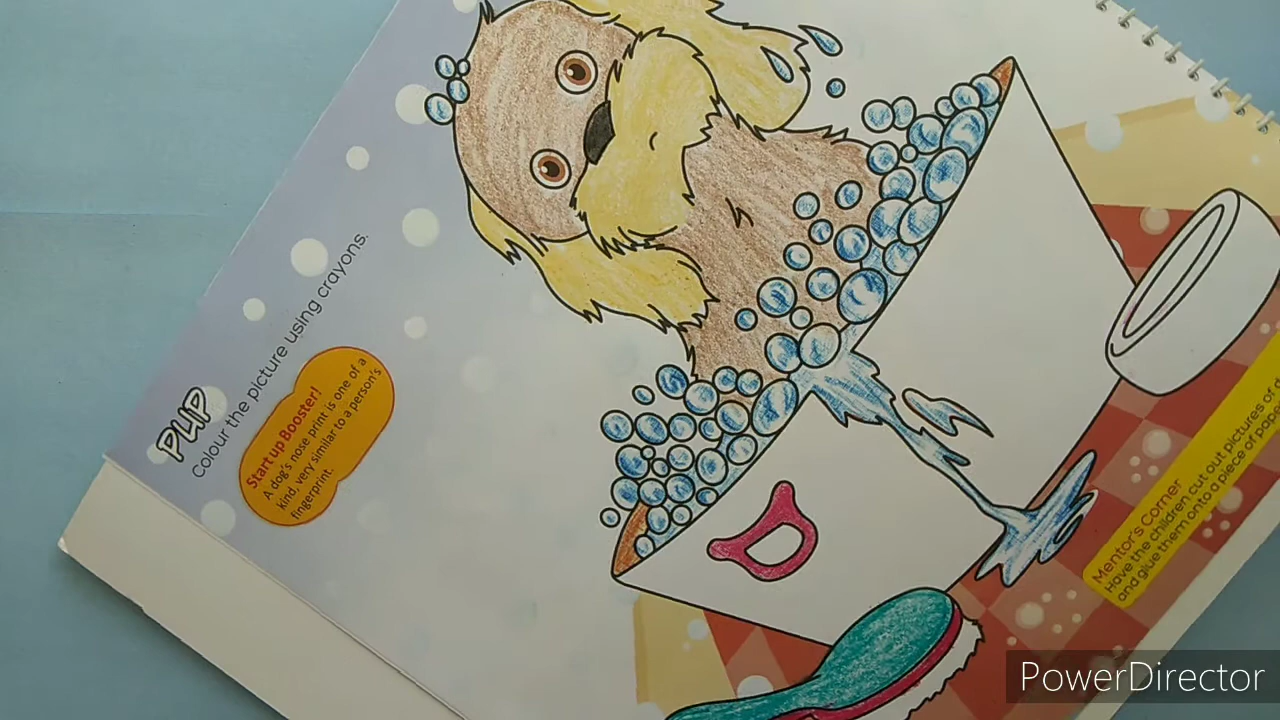 PUP
Colour the picture using crayons.
Start up Booster!
A dog's nose print is one of a
kind, very similar to a person's
fingerprint.
Mentor's Corner
Have the children cut out pictures of
and glue them onto a piece of
PowerDirector